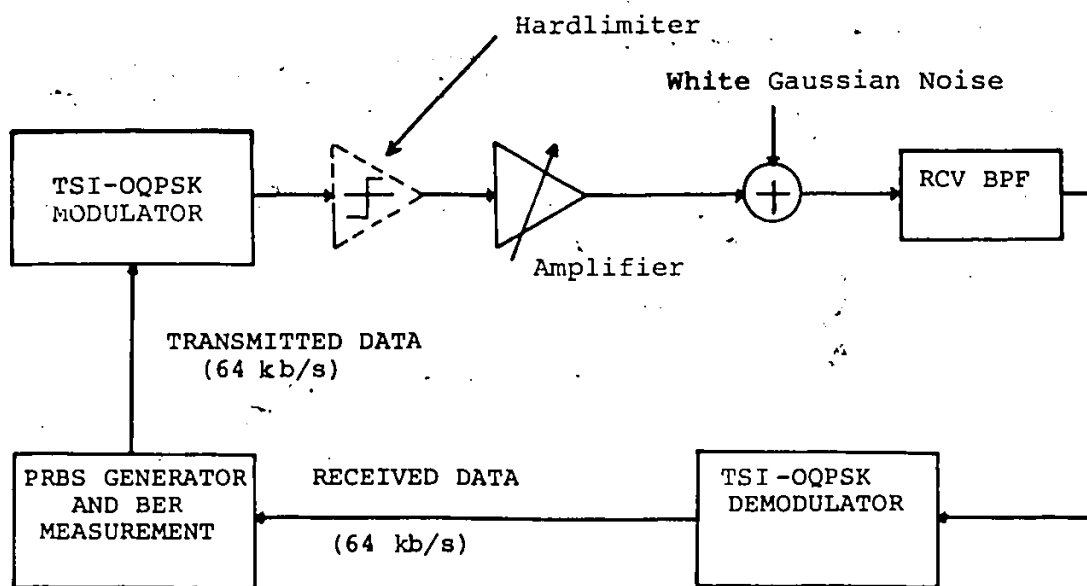 Hardlimiter
White Gaussian Noise
TSI-OQPSK
MODULATOR
RCV BPF
Amplifier
TRANSMITTED DATA
(64 kb/s)
PRBS GENERATOR
AND BER
MEASUREMENT
RECEIVED DATA
(64 kb/s)
TSI-OQPSK
DEMODULATOR